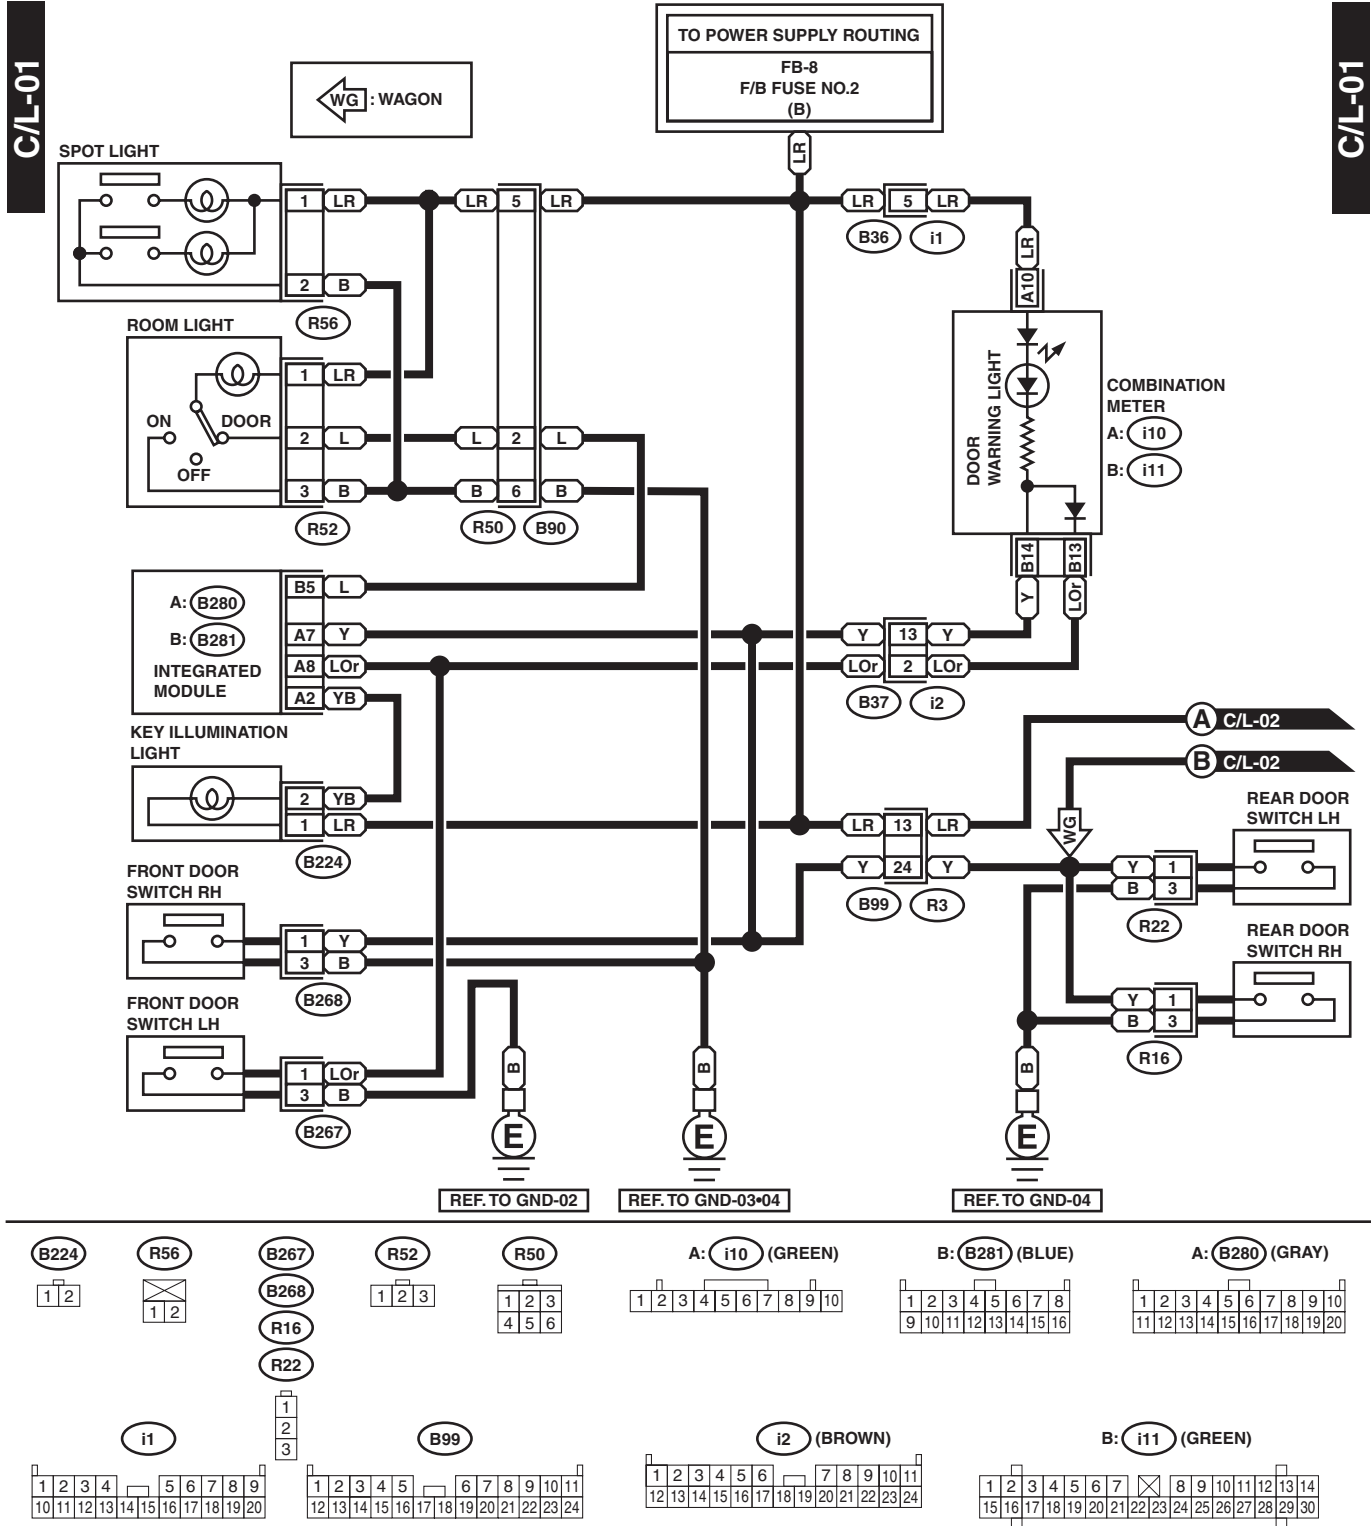 C/L-01
C/L-01
TO POWER SUPPLY ROUTING
FB-8
F/B FUSE NO.2
(B)
WG : WAGON
LR
SPOT LIGHT
1 LR LR 5 LR LR 5 LR
B36 i1
LR
A10
2 B
R56
ROOM LIGHT
1 LR
ON DOOR
OFF
2 L L 2 L
3 B B 6 B
R52 R50 B90
DOOR
WARNING LIGHT
COMBINATION
METER
A: i10
B: i11
B14 B13
Y LOr
A: B280
B: B281
INTEGRATED
MODULE
B5 L
A7 Y Y 13 Y
A8 LOr LOr 2 LOr
A2 YB
B37 i2
A C/L-02
B C/L-02
KEY ILLUMINATION
LIGHT
2 YB
1 LR LR 13 LR
B224
WG
REAR DOOR
SWITCH LH
Y 24 Y Y 1
B 3
B99 R3 R22
FRONT DOOR
SWITCH RH
1 Y
3 B
B268
REAR DOOR
SWITCH RH
Y 1
B 3
R16
FRONT DOOR
SWITCH LH
1 LOr
3 B
B267
B B B
E E E
REF. TO GND-02 REF. TO GND-03•04 REF. TO GND-04
B224 R56 B267 R52 R50 A: i10 (GREEN) B: B281 (BLUE) A: B280 (GRAY)
B268
R16
R22
1 2
1 2
1 2 3
1 2 3
4 5 6
1 2 3 4 5 6 7 8 9 10
1 2 3 4 5 6 7 8
9 10 11 12 13 14 15 16
1 2 3 4 5 6 7 8 9 10
11 12 13 14 15 16 17 18 19 20
1
2
3
i1 B99 i2 (BROWN) B: i11 (GREEN)
1 2 3 4 5 6 7 8 9
10 11 12 13 14 15 16 17 18 19 20
1 2 3 4 5 6 7 8 9 10 11
12 13 14 15 16 17 18 19 20 21 22 23 24
1 2 3 4 5 6 7 8 9 10 11
12 13 14 15 16 17 18 19 20 21 22 23 24
1 2 3 4 5 6 7 8 9 10 11 12 13 14
15 16 17 18 19 20 21 22 23 24 25 26 27 28 29 30